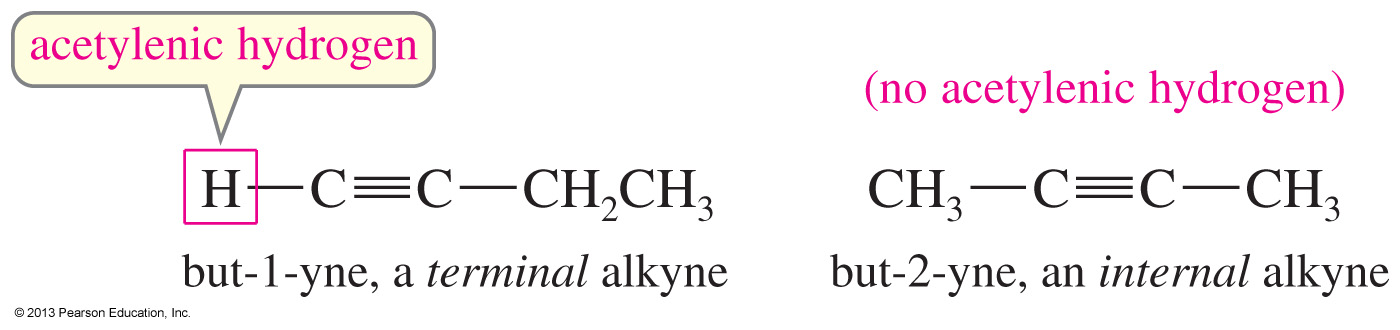 acetylenic hydrogen
(no acetylenic hydrogen)
H—C≡C—CH₂CH₃
CH₃—C≡C—CH₃
but-1-yne, a terminal alkyne
but-2-yne, an internal alkyne
© 2013 Pearson Education, Inc.